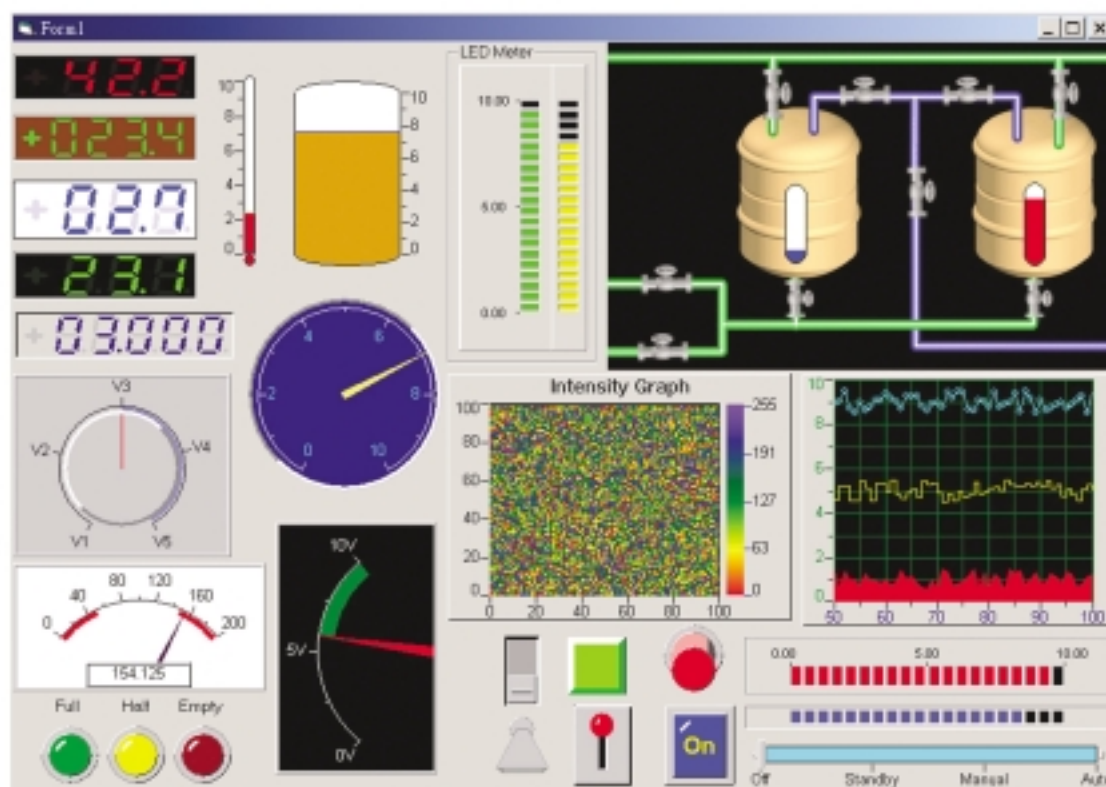 Form1
42.2
+023.4
+02.7
23.1
+03.000
10
8
6
4
2
0
10
8
6
4
2
0
LED Meter
10.00
5.00
0.00
0
2
4
6
8
10
V1
V2
V3
V4
V5
Intensity Graph
100
80
60
40
20
0
0 20 40 60 80 100
255
191
127
63
0
10
8
6
4
2
0
50 60 70 80 90 100
0 40 80 120 160 200
154.125
10V
5V
0V
Full Half Empty
On
0.00 5.00 10.00
Off Standby Manual Auto